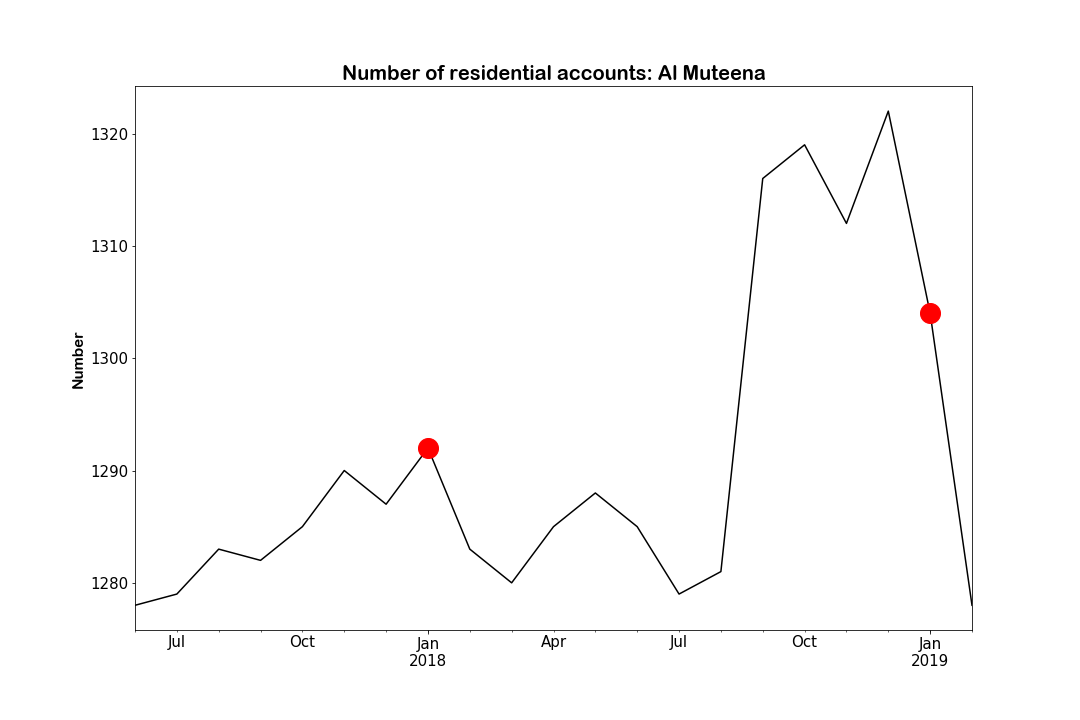 Number of residential accounts: Al Muteena
Number
1320
1310
1300
1290
1280
Jul
Oct
Jan
2018
Apr
Jul
Oct
Jan
2019